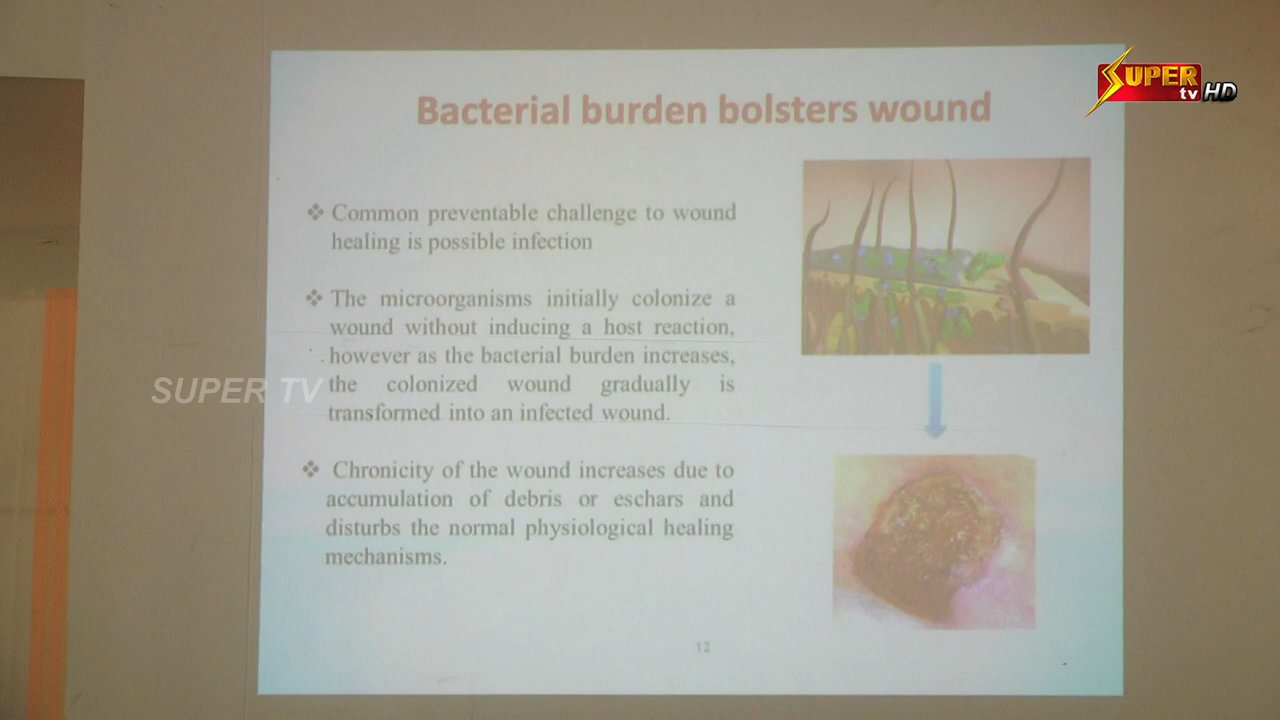 SUPER
tv HD
Bacterial burden bolsters wound
❖ Common preventable challenge to wound
healing is possible infection
❖ The microorganisms initially colonize a
wound without inducing a host reaction,
however as the bacterial burden increases,
the colonized wound gradually is
transformed into an infected wound.
❖ Chronicity of the wound increases due to
accumulation of debris or eschars and
disturbs the normal physiological healing
mechanisms.
12
SUPER TV